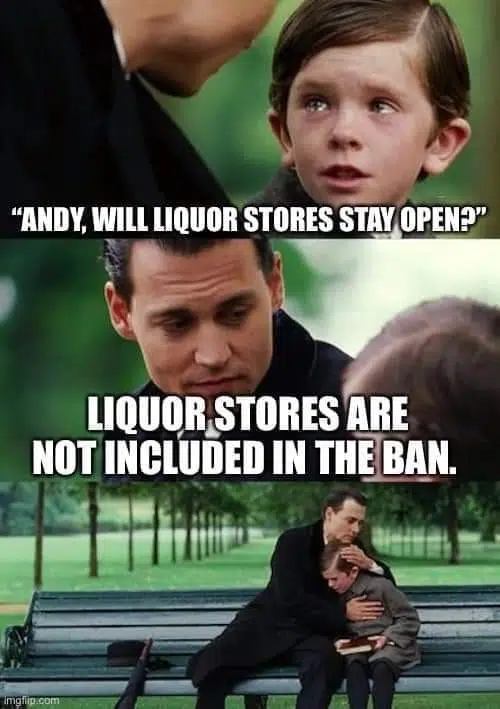 “ANDY, WILL LIQUOR STORES STAY OPEN?”
LIQUOR STORES ARE
NOT INCLUDED IN THE BAN.
imgflip.com